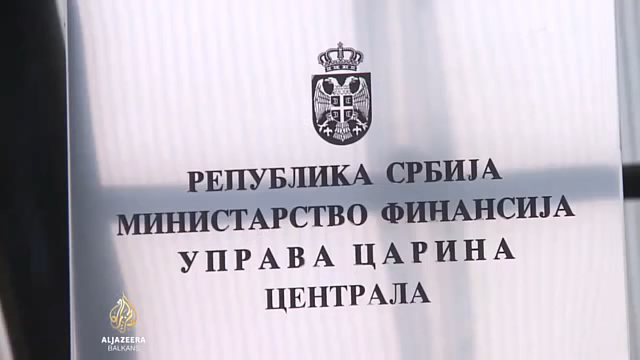 РЕПУБЛИКА СРБИЈА
МИНИСТАРСТВО ФИНАНСИЈА
УПРАВА ЦАРИНА
ЦЕНТРАЛА
ALJAZEERA
BALKANS